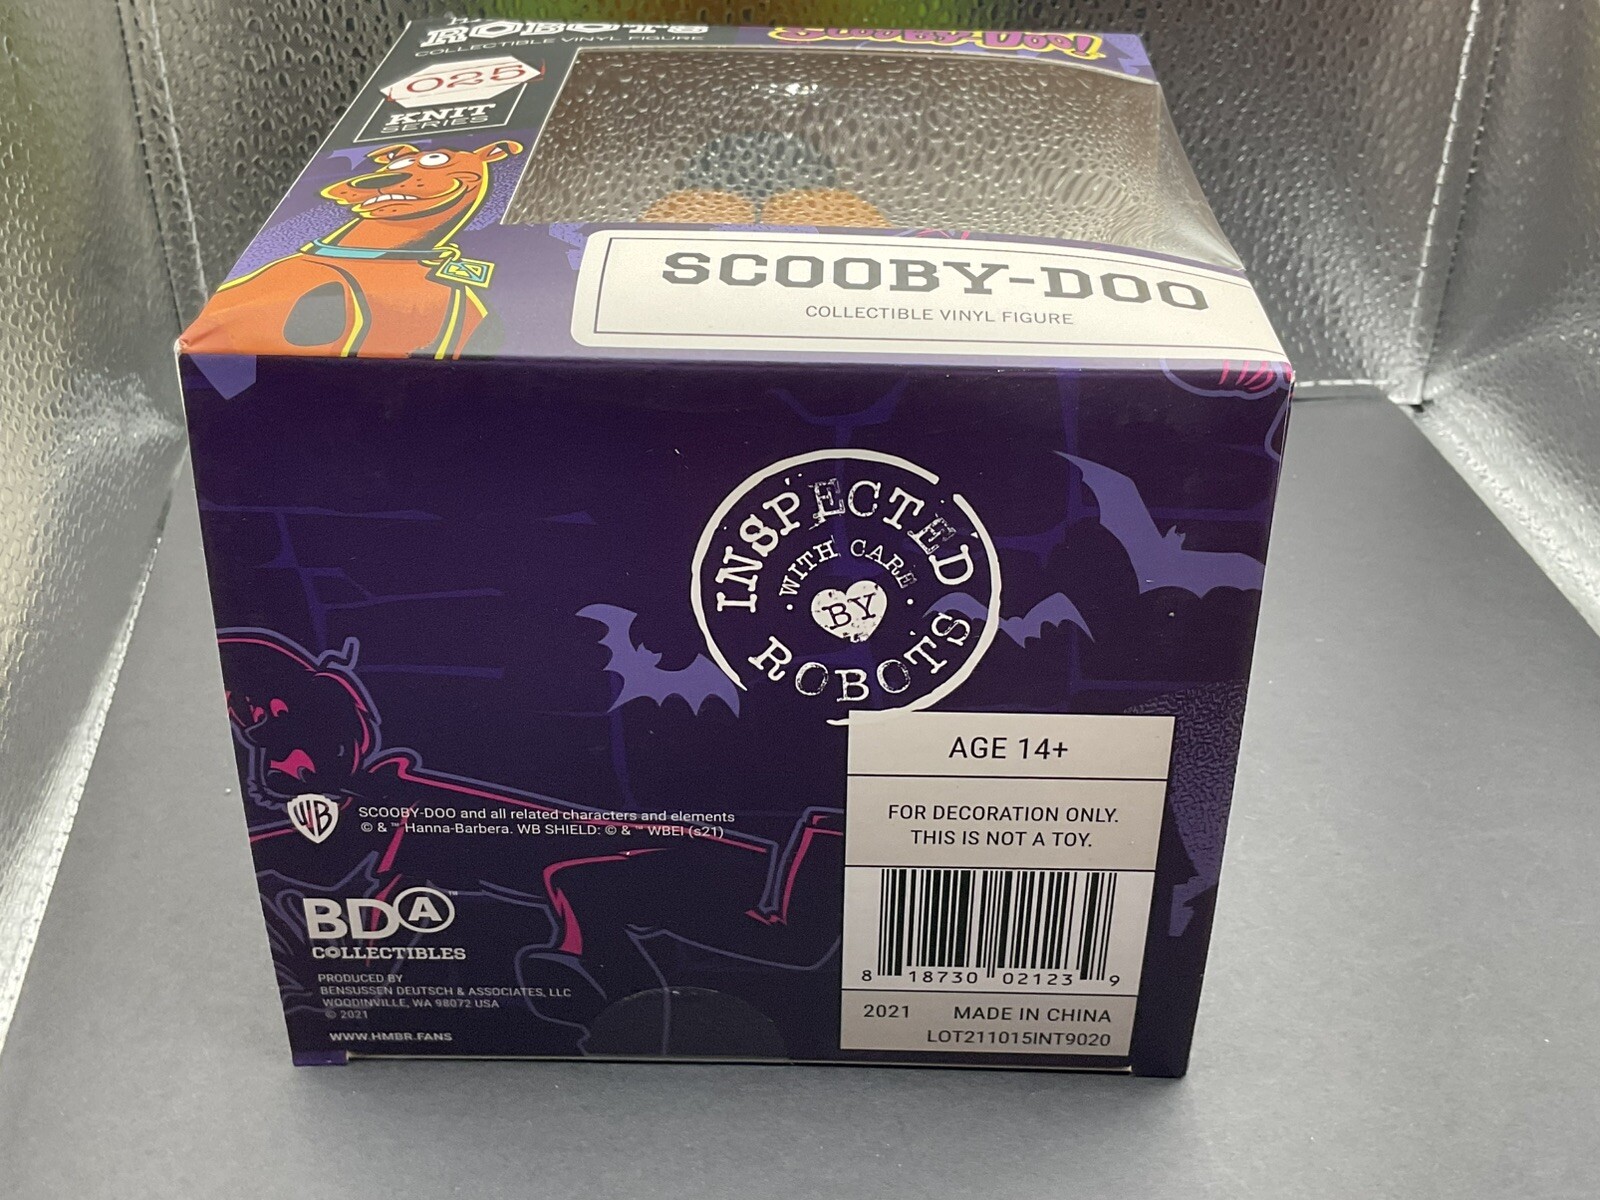 ROBOTS
COLLECTIBLE VINYL FIGURE
Scooby-Doo!
025
KNIT
SERIES
SCOOBY-DOO
COLLECTIBLE VINYL FIGURE
INSPECTED
· WITH CARE ·
BY
ROBOTS
AGE 14+
FOR DECORATION ONLY.
THIS IS NOT A TOY.
8 18730 02123 9
2021 MADE IN CHINA
LOT211015INT9020
WB
SCOOBY-DOO and all related characters and elements
© & ™ Hanna-Barbera. WB SHIELD: © & ™ WBEI (s21)
BDA™
COLLECTIBLES
PRODUCED BY
BENSUSSEN DEUTSCH & ASSOCIATES, LLC
WOODINVILLE, WA 98072 USA
© 2021
WWW.HMBR.FANS